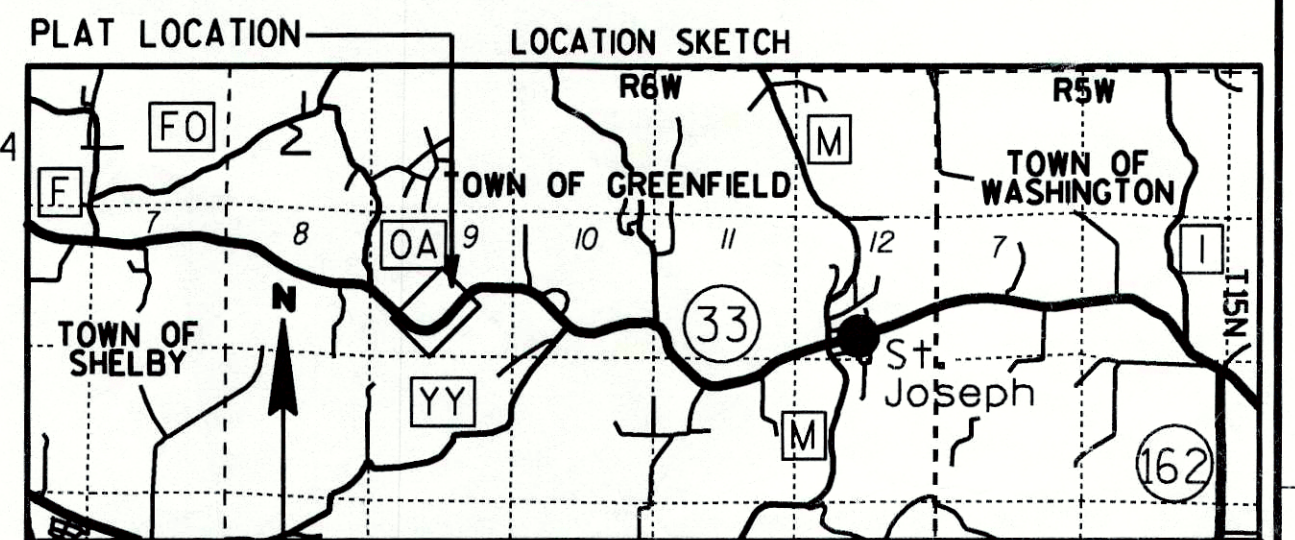 PLAT LOCATION
LOCATION SKETCH
R6W
R5W
4
FO
M
F
TOWN OF GREENFIELD
TOWN OF
WASHINGTON
7
8
OA
9
10
11
12
7
I
N
33
T15N
TOWN OF
SHELBY
St.
Joseph
YY
M
162